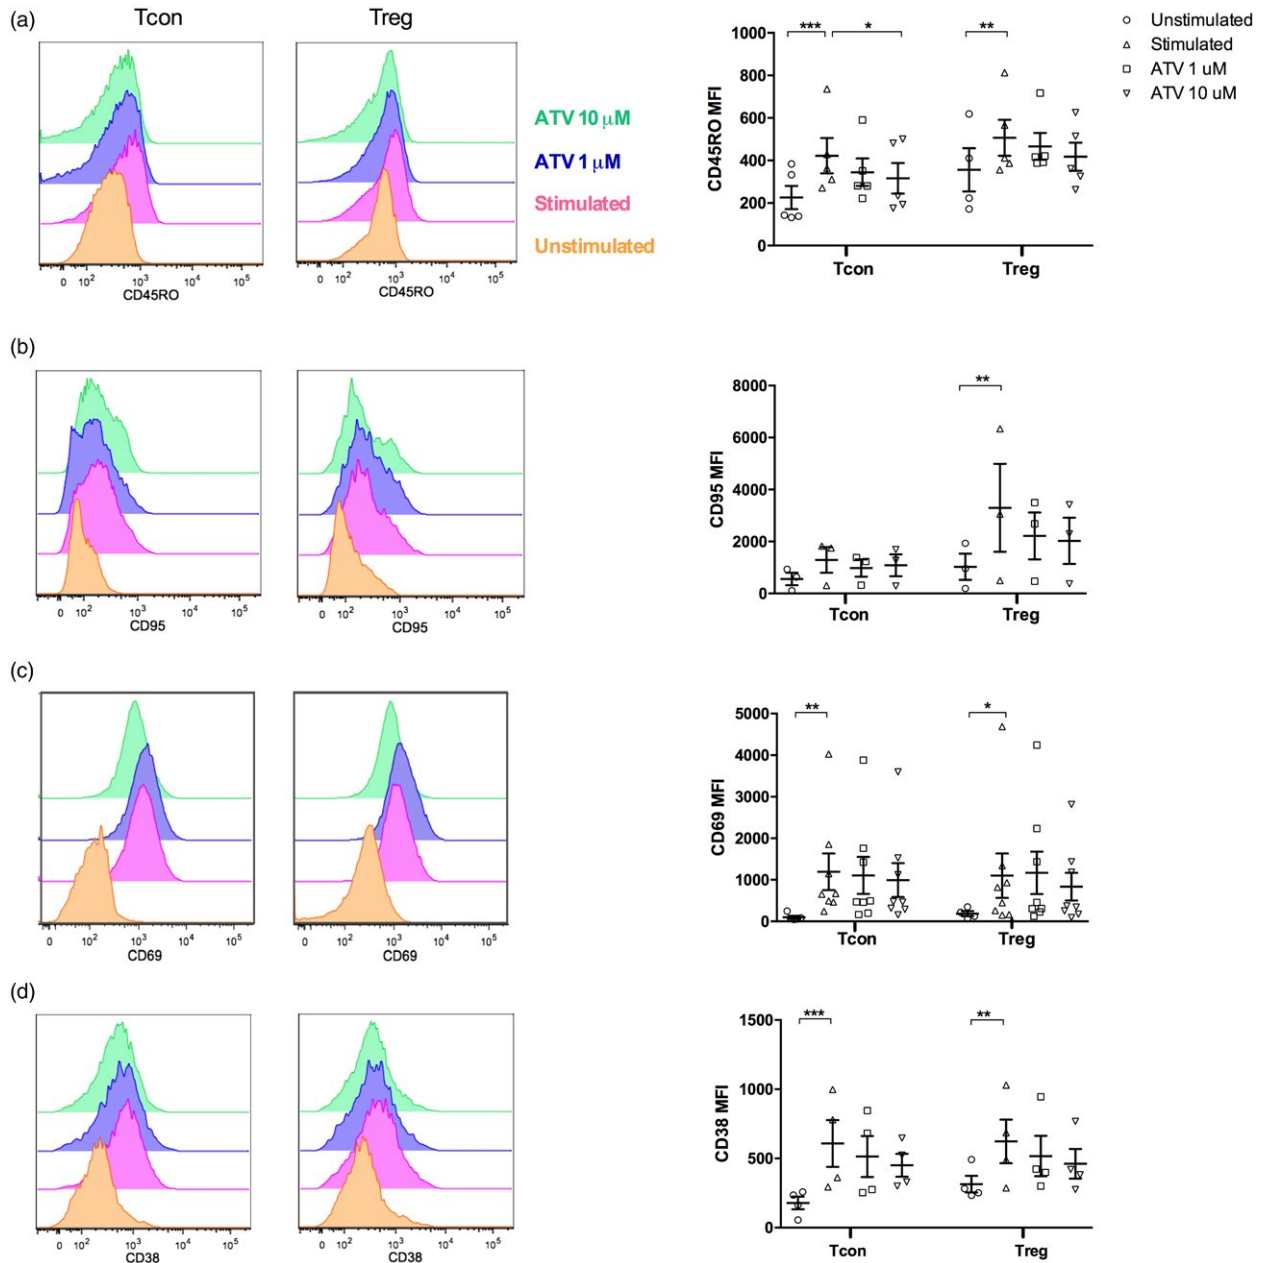 (a)
Tcon
Treg
ATV 10 μM
ATV 1 μM
Stimulated
Unstimulated
0 10² 10³ 10⁴ 10⁵
CD45RO
0 10² 10³ 10⁴ 10⁵
CD45RO
CD45RO MFI
1000
800
600
400
200
0
***
*
**
Tcon
Treg
Unstimulated
Stimulated
ATV 1 uM
ATV 10 uM
(b)
0 10² 10³ 10⁴ 10⁵
CD95
0 10² 10³ 10⁴ 10⁵
CD95
CD95 MFI
8000
6000
4000
2000
0
**
Tcon
Treg
(c)
0 10² 10³ 10⁴ 10⁵
CD69
0 10² 10³ 10⁴ 10⁵
CD69
CD69 MFI
5000
4000
3000
2000
1000
0
**
*
Tcon
Treg
(d)
0 10² 10³ 10⁴ 10⁵
CD38
0 10² 10³ 10⁴ 10⁵
CD38
CD38 MFI
1500
1000
500
0
***
**
Tcon
Treg